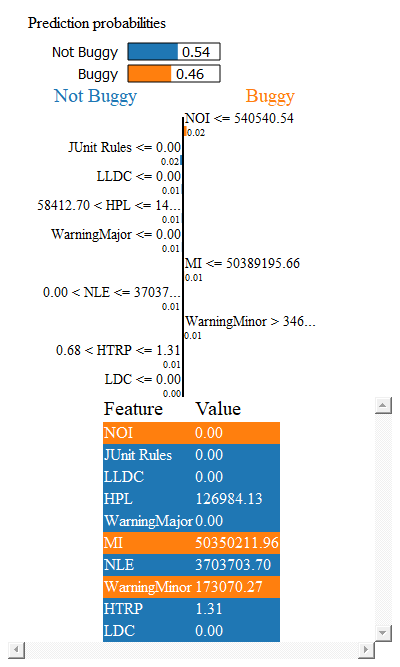 Prediction probabilities
Not Buggy 0.54
Buggy 0.46
Not Buggy Buggy
NOI <= 540540.54
0.02
JUnit Rules <= 0.00
0.02
LLDC <= 0.00
0.01
58412.70 < HPL <= 14...
0.01
WarningMajor <= 0.00
0.01
MI <= 50389195.66
0.01
0.00 < NLE <= 37037...
0.01
WarningMinor > 346...
0.01
0.68 < HTRP <= 1.31
0.01
LDC <= 0.00
0.00
Feature Value
NOI 0.00
JUnit Rules 0.00
LLDC 0.00
HPL 126984.13
WarningMajor 0.00
MI 50350211.96
NLE 3703703.70
WarningMinor 173070.27
HTRP 1.31
LDC 0.00